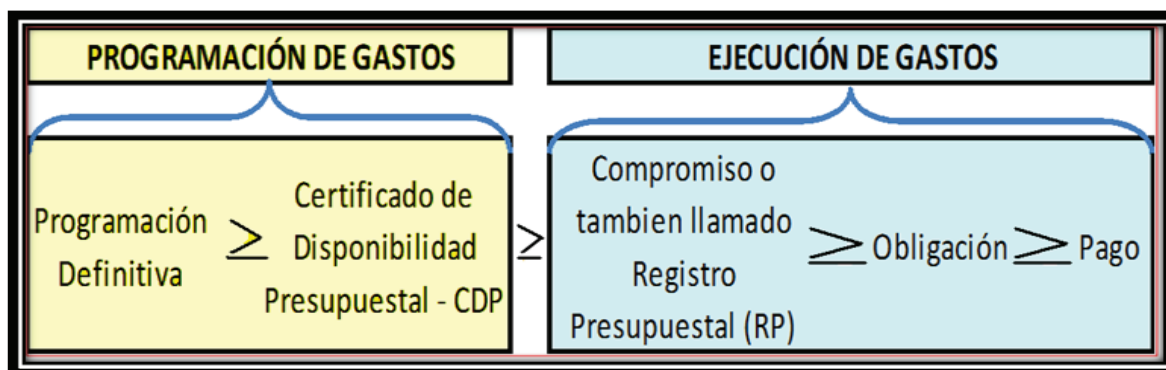 PROGRAMACIÓN DE GASTOS
EJECUCIÓN DE GASTOS
Programación
Definitiva
≥
Certificado de
Disponibilidad
Presupuestal - CDP
≥
Compromiso o
tambien llamado
Registro
Presupuestal (RP)
≥ Obligación ≥ Pago